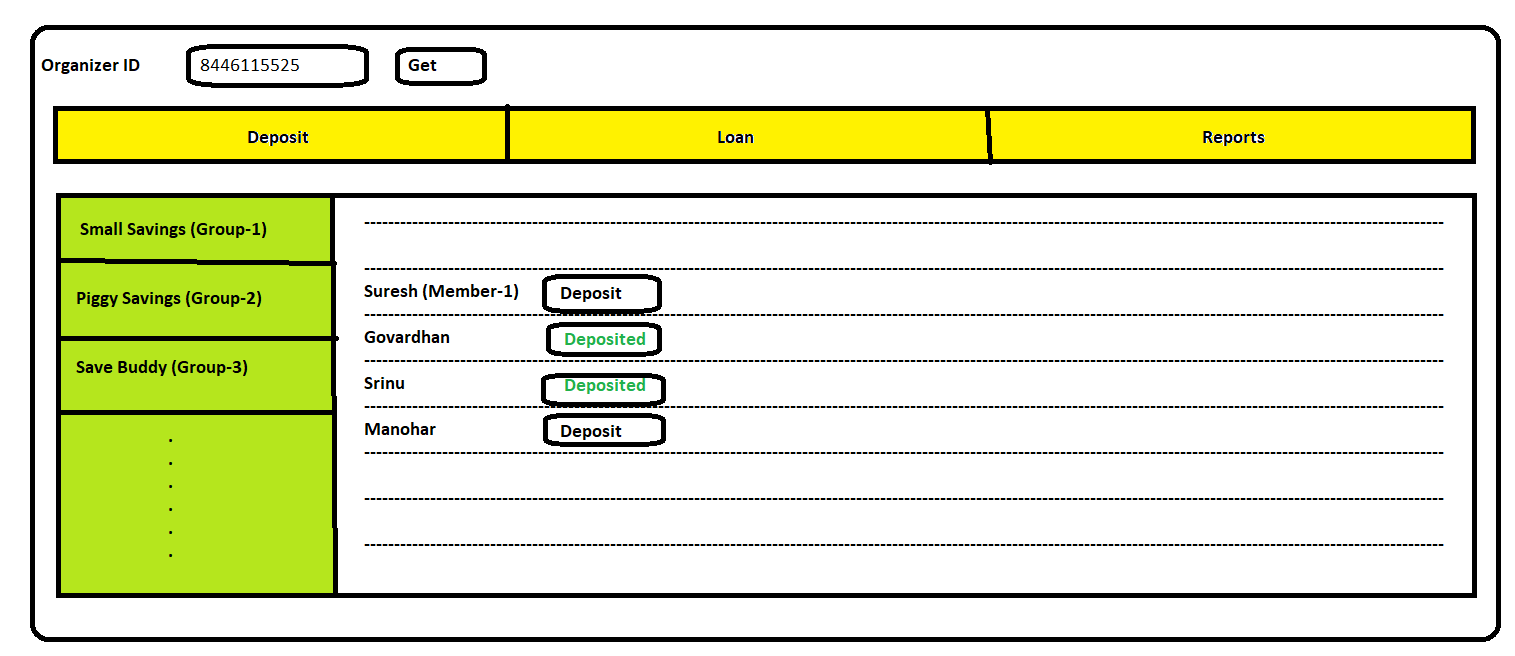 Organizer ID 8446115525 Get
Deposit Loan Reports
Small Savings (Group-1)
Piggy Savings (Group-2)
Save Buddy (Group-3)
.
.
.
.
.
.
------------------------------------------------------------
------------------------------------------------------------
Suresh (Member-1) Deposit
------------------------------------------------------------
Govardhan Deposited
------------------------------------------------------------
Srinu Deposited
------------------------------------------------------------
Manohar Deposit
------------------------------------------------------------
------------------------------------------------------------
------------------------------------------------------------